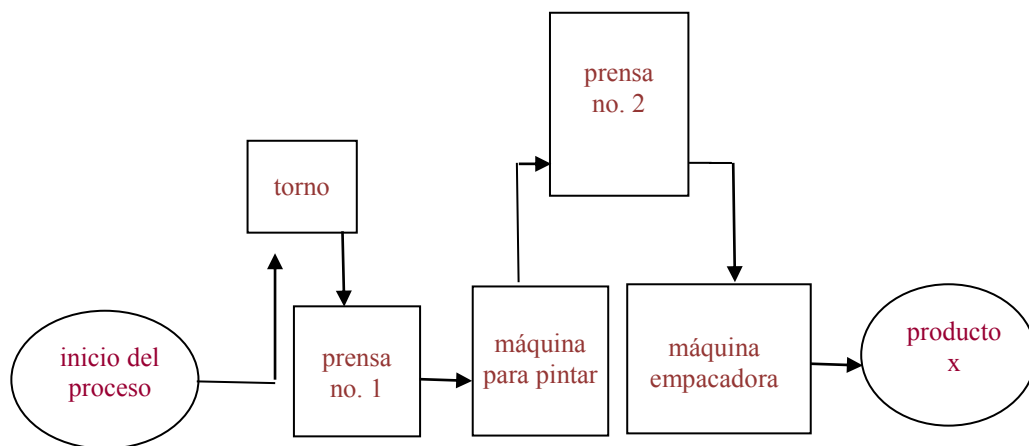 inicio del
proceso
torno
prensa
no. 1
máquina
para pintar
prensa
no. 2
máquina
empacadora
producto
x